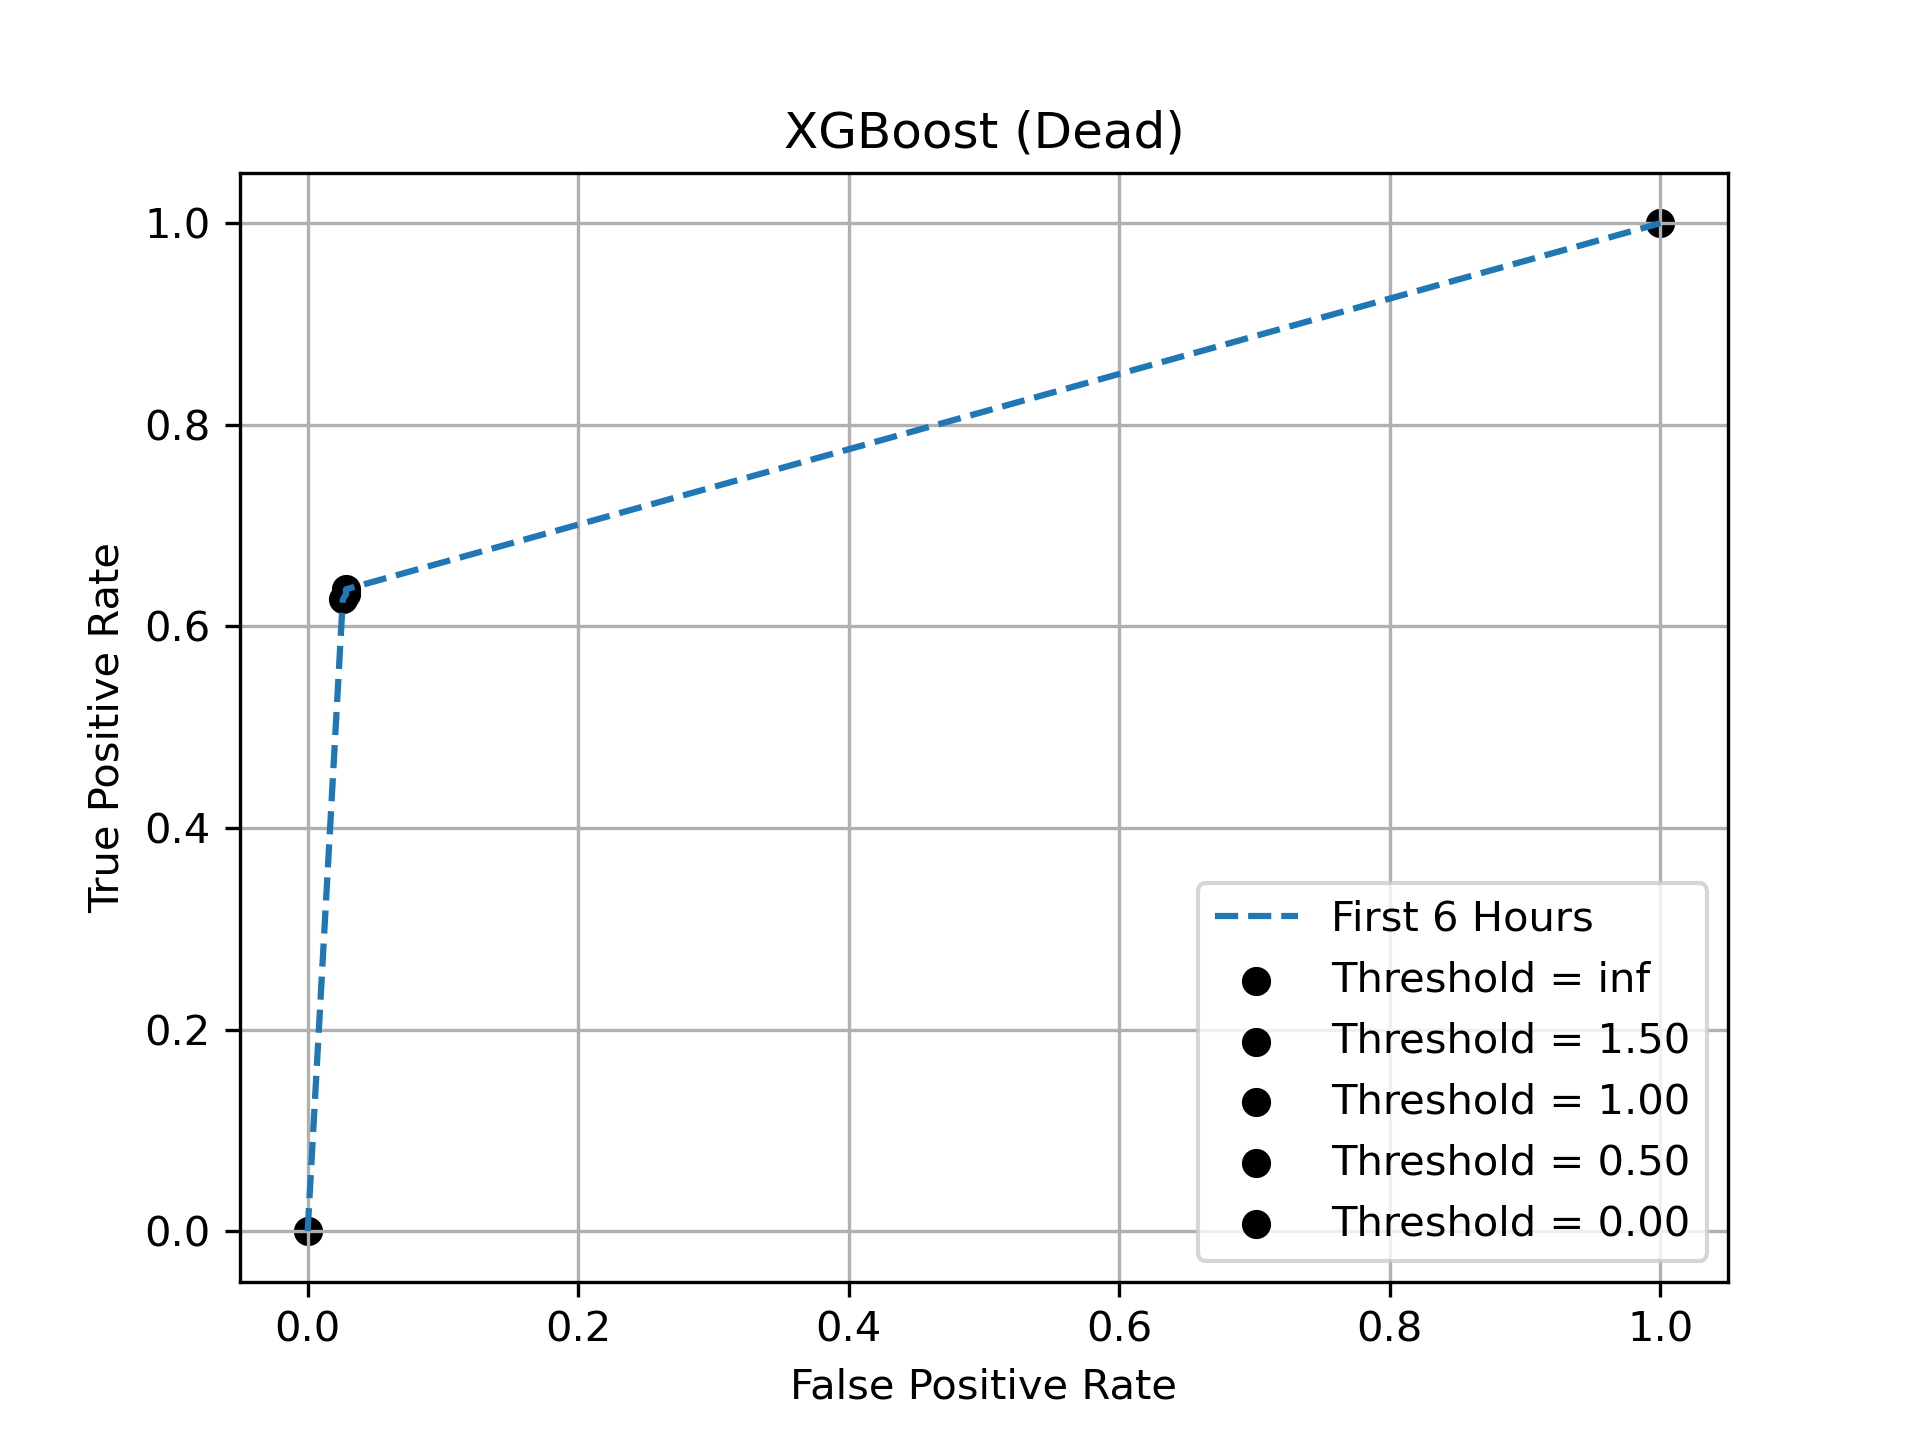 XGBoost (Dead)
1.0
0.8
0.6
0.4
0.2
0.0
True Positive Rate
First 6 Hours
Threshold = inf
Threshold = 1.50
Threshold = 1.00
Threshold = 0.50
Threshold = 0.00
0.0 0.2 0.4 0.6 0.8 1.0
False Positive Rate